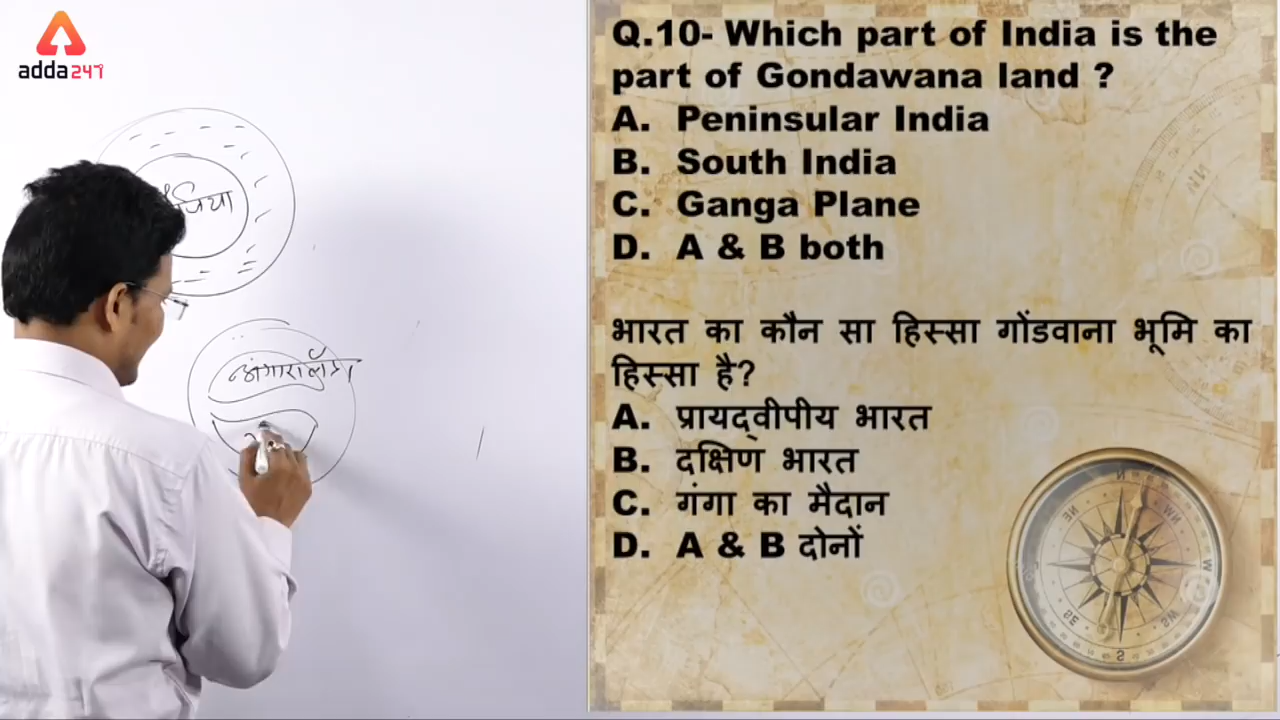 adda247
Q.10- Which part of India is the
part of Gondawana land ?
A. Peninsular India
B. South India
C. Ganga Plane
D. A & B both
भारत का कौन सा हिस्सा गोंडवाना भूमि का
हिस्सा है?
A. प्रायद्वीपीय भारत
B. दक्षिण भारत
C. गंगा का मैदान
D. A & B दोनों